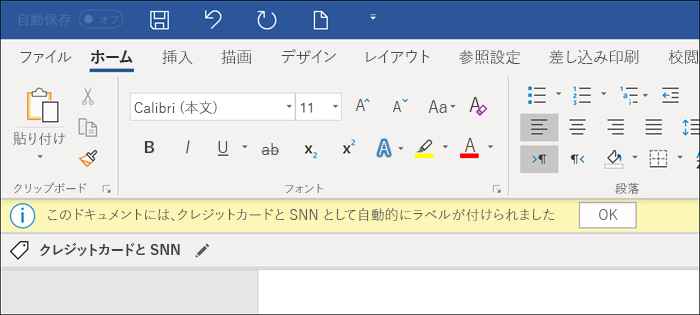 自動保存 オフ
ファイル ホーム 挿入 描画 デザイン レイアウト 参照設定 差し込み印刷 校閲
貼り付け
Calibri (本文) 11 A^ A˅ Aa A
B I U ab x₂ x² A A
クリップボード フォント 段落
このドキュメントには、クレジットカードと SNN として自動的にラベルが付けられました OK
クレジットカードと SNN